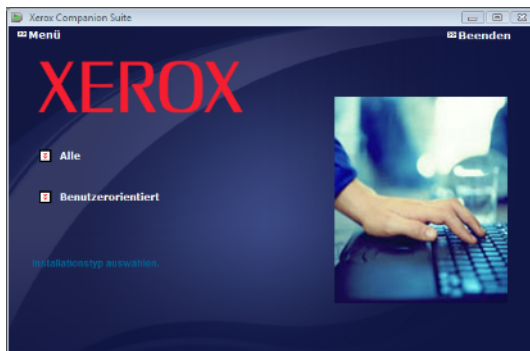 Xerox Companion Suite
Menü
Beenden
XEROX
Alle
Benutzerorientiert
Installationstyp auswählen.